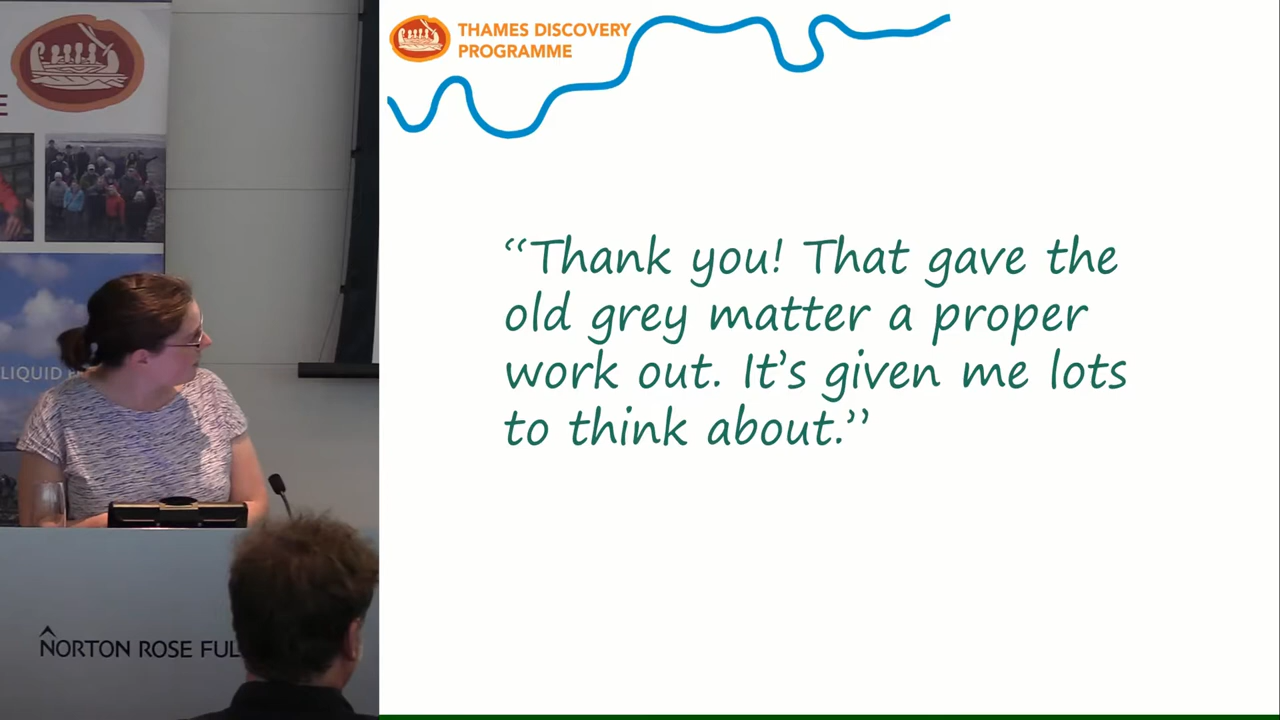 THAMES DISCOVERY
PROGRAMME
“Thank you! That gave the
old grey matter a proper
work out. It’s given me lots
to think about.”
E
LIQUID
NORTON ROSE FUL